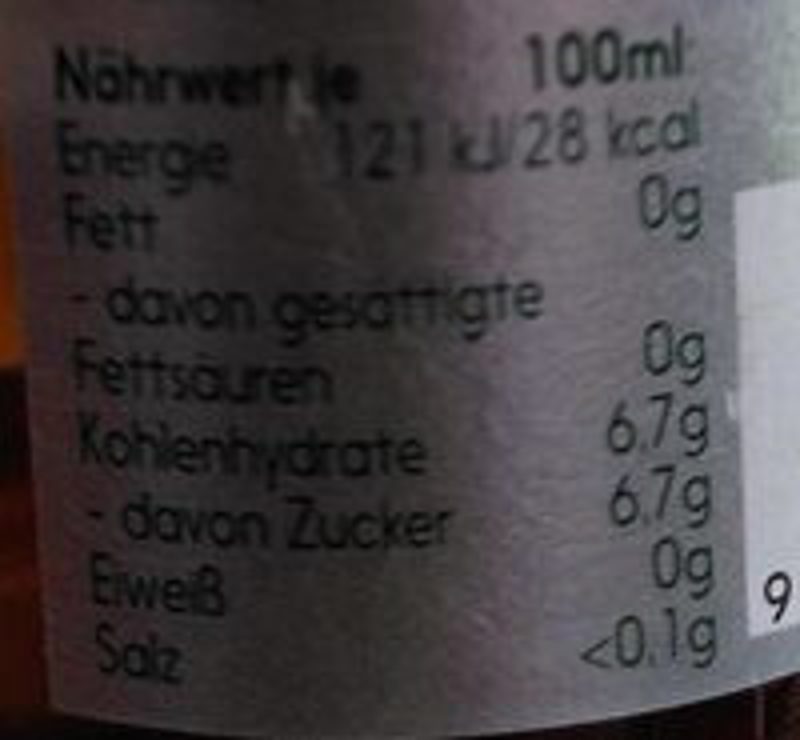 Nährwert je 100ml
Energie 121 kJ/28 kcal
Fett 0g
- davon gesättigte
Fettsäuren 0g
Kohlenhydrate 6,7g
- davon Zucker 6,7g
Eiweiß 0g
Salz <0,1g
9